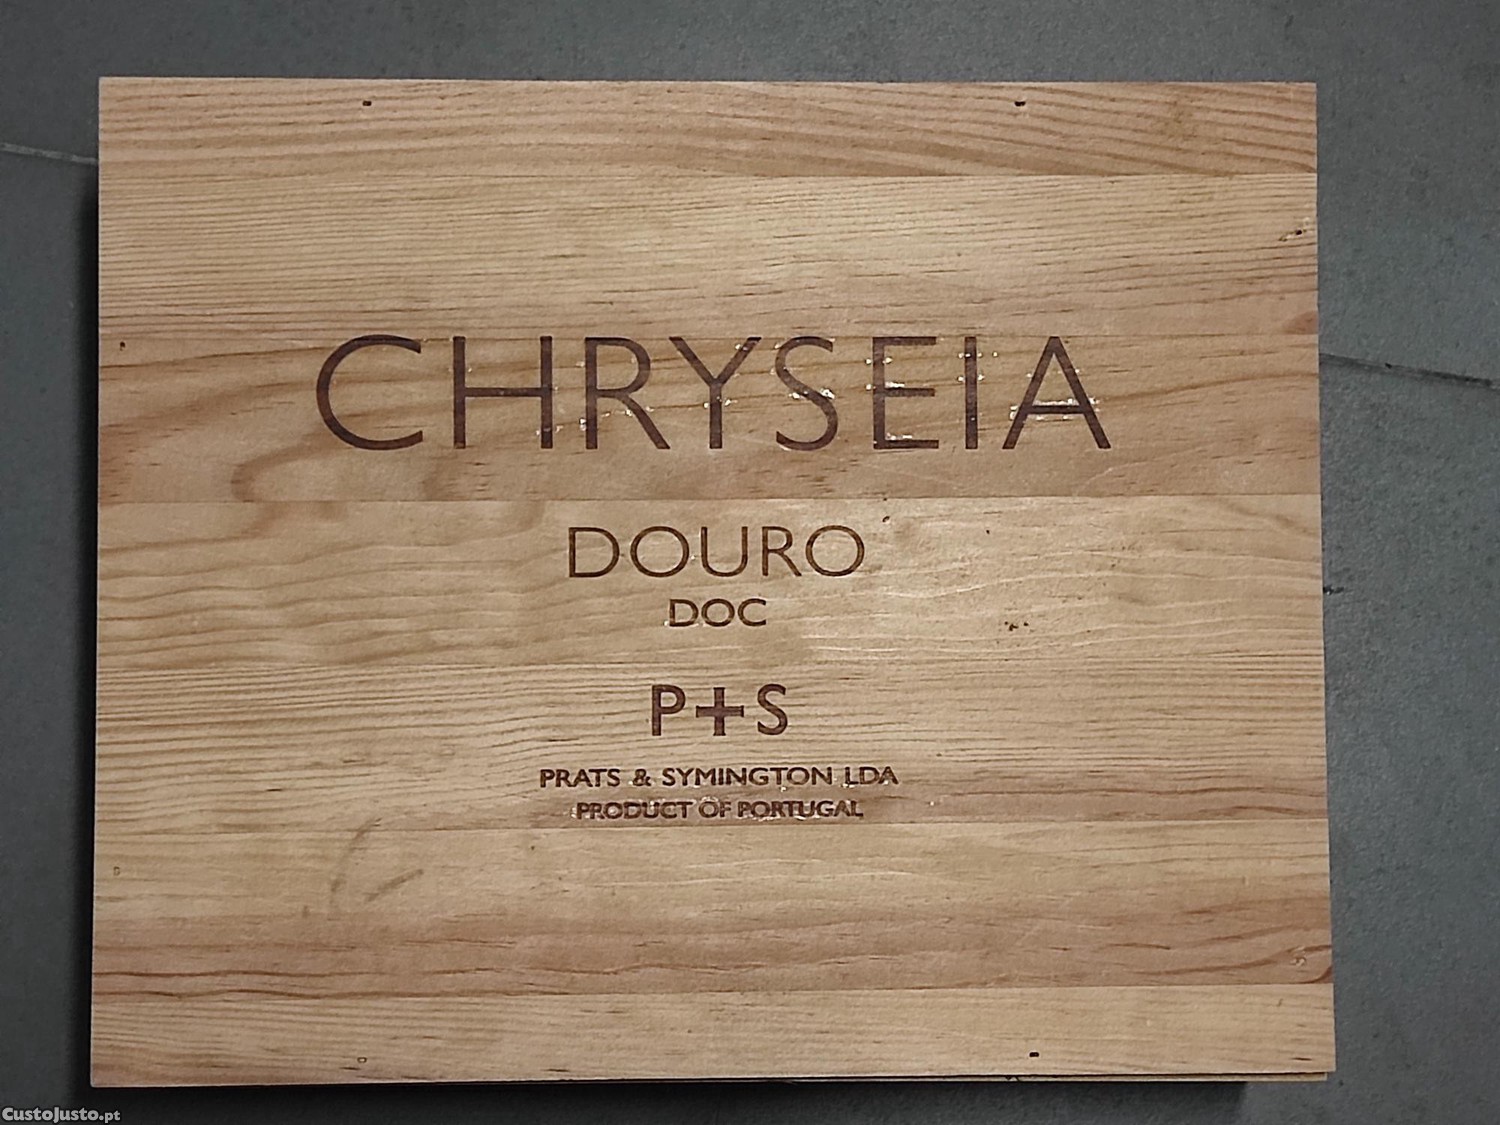 CHRYSEIA
DOURO
DOC
P+S
PRATS & SYMINGTON LDA
PRODUCT OF PORTUGAL
CustoJusto.pt